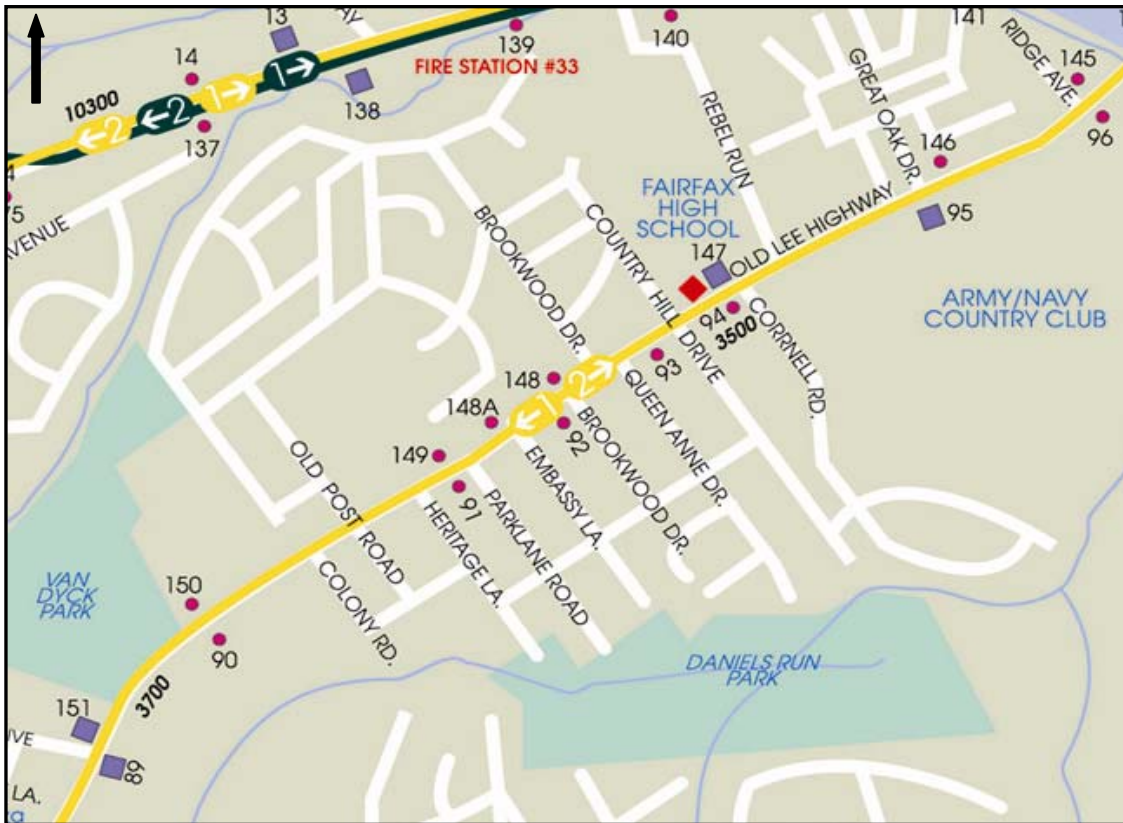 13
AY
139
FIRE STATION #33
140
141
RIDGE AVE.
145
96
14
1
1
2
2
10300
137
138
REBEL RUN
GREAT OAK DR.
146
95
75
AVENUE
FAIRFAX
HIGH
SCHOOL
147
OLD LEE HIGHWAY
BROOKWOOD DR.
COUNTRY HILL DRIVE
94
3500
CORRNELL RD.
ARMY/NAVY
COUNTRY CLUB
93
148
2
1
148A
92
QUEEN ANNE DR.
BROOKWOOD DR.
149
91
EMBASSY LA.
PARKLANE ROAD
HERITAGE LA.
OLD POST ROAD
COLONY RD.
VAN
DYCK
PARK
150
90
DANIELS RUN
PARK
3700
151
89
IVE
LA.